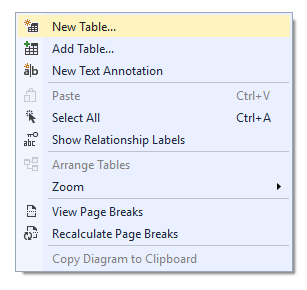 New Table...
Add Table...
a|b New Text Annotation
Paste Ctrl+V
Select All Ctrl+A
abc Show Relationship Labels
Arrange Tables
Zoom
View Page Breaks
Recalculate Page Breaks
Copy Diagram to Clipboard